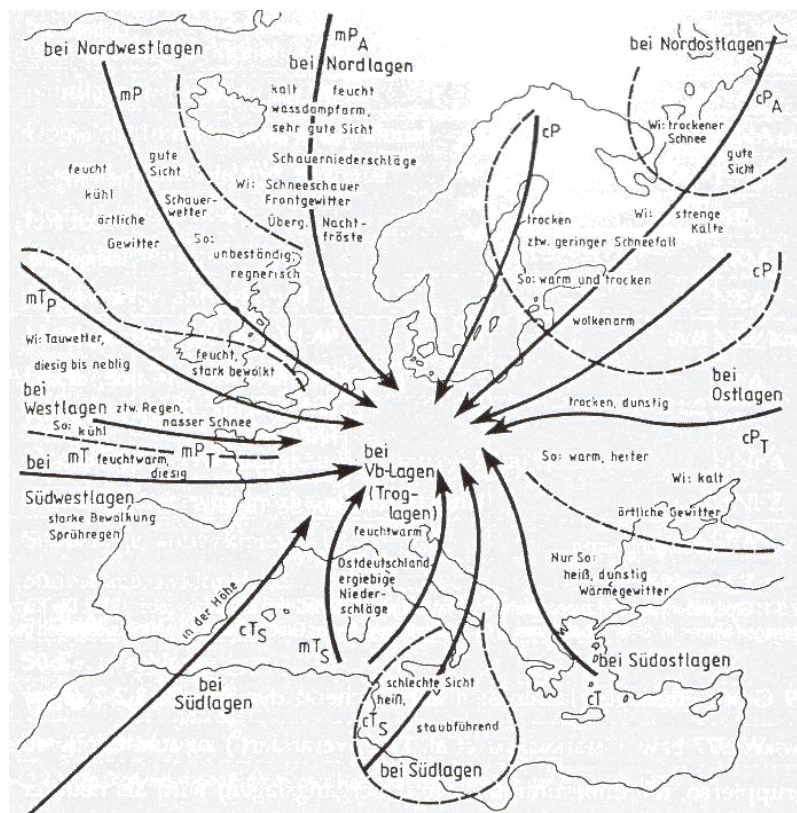 bei Nordwestlagen
mP
feucht
kühl
örtliche
Gewitter
gute
Sicht
Schauer-
wetter
So:
unbeständig,
regnerisch
mP_A
bei Nordlagen
kalt feucht
wassdampfarm,
sehr gute Sicht
Schauerniederschläge
Wi: Schneeschauer
Frontgewitter
Überg. Nacht-
fröste
bei Nordostlagen
cP_A
Wi: trockener
Schnee
gute
Sicht
Wi: strenge
Kälte
cP
trocken
ztw. geringer Schneefall
So: warm und trocken
wolkenarm
cP
mT_P
Wi: Tauwetter,
diesig bis neblig
feucht,
stark bewölkt
bei
Westlagen ztw. Regen,
nasser Schnee
So: kühl
mP_T
bei mT feuchtwarm,
diesig
Südwestlagen
starke Bewölkung
Sprühregen
bei
Ostlagen
trocken, dunstig
cP_T
So: warm, heiter
Wi: kalt
örtliche Gewitter
bei
Vb-Lagen
(Trog-
lagen)
feuchtwarm
Ostdeutschland
ergiebige
Nieder-
schläge
mT_S
Nur So:
heiß, dunstig
Wärmegewitter
bei Südostlagen
cT
in der Höhe
cT_S
bei
Südlagen
schlechte Sicht
heiß,
cT_S
staubführend
bei Südlagen